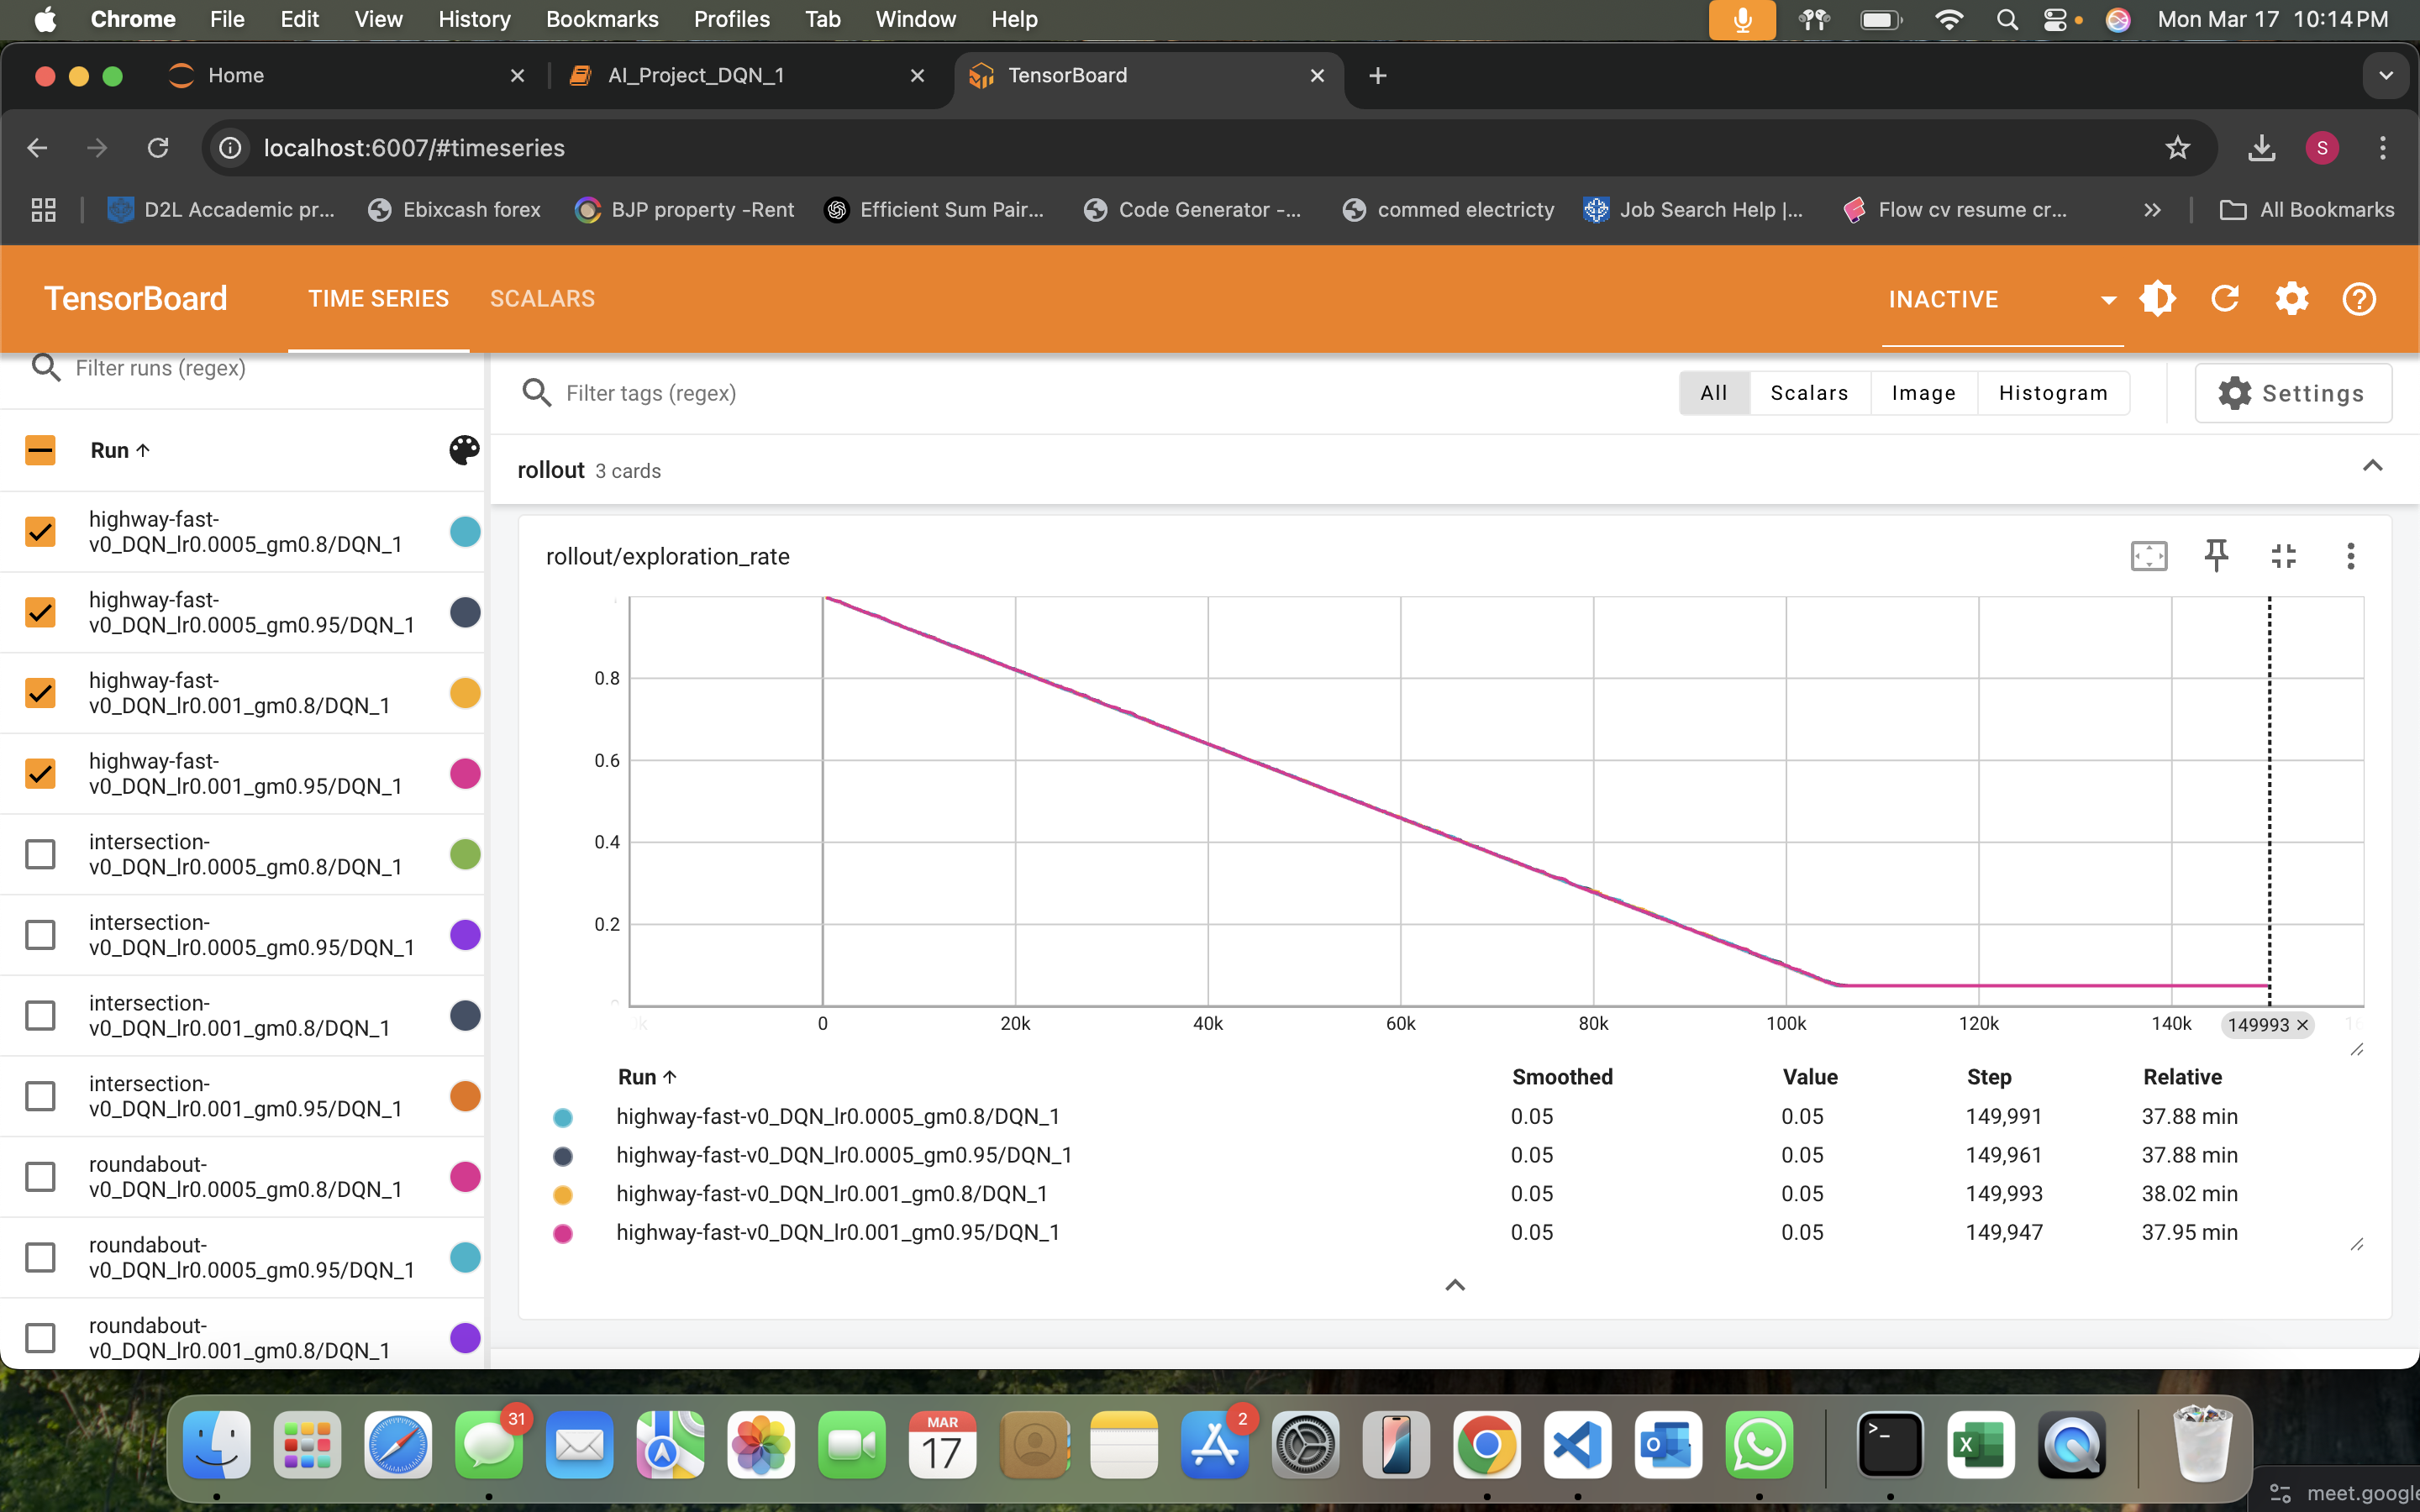 Chrome File Edit View History Bookmarks Profiles Tab Window Help Mon Mar 17 10:14 PM
Home AI_Project_DQN_1 TensorBoard
localhost:6007/#timeseries S
D2L Accademic pr... Ebixcash forex BJP property -Rent Efficient Sum Pair... Code Generator -... commed electricty Job Search Help |... Flow cv resume cr... All Bookmarks
TensorBoard TIME SERIES SCALARS INACTIVE
Filter runs (regex)
Run ↑
highway-fast-
v0_DQN_lr0.0005_gm0.8/DQN_1
highway-fast-
v0_DQN_lr0.0005_gm0.95/DQN_1
highway-fast-
v0_DQN_lr0.001_gm0.8/DQN_1
highway-fast-
v0_DQN_lr0.001_gm0.95/DQN_1
intersection-
v0_DQN_lr0.0005_gm0.8/DQN_1
intersection-
v0_DQN_lr0.0005_gm0.95/DQN_1
intersection-
v0_DQN_lr0.001_gm0.8/DQN_1
intersection-
v0_DQN_lr0.001_gm0.95/DQN_1
roundabout-
v0_DQN_lr0.0005_gm0.8/DQN_1
roundabout-
v0_DQN_lr0.0005_gm0.95/DQN_1
roundabout-
v0_DQN_lr0.001_gm0.8/DQN_1
Filter tags (regex) All Scalars Image Histogram Settings
rollout 3 cards
rollout/exploration_rate
0.8
0.6
0.4
0.2
0 20k 40k 60k 80k 100k 120k 140k 149993 ×
Run ↑ Smoothed Value Step Relative
highway-fast-v0_DQN_lr0.0005_gm0.8/DQN_1 0.05 0.05 149,991 37.88 min
highway-fast-v0_DQN_lr0.0005_gm0.95/DQN_1 0.05 0.05 149,961 37.88 min
highway-fast-v0_DQN_lr0.001_gm0.8/DQN_1 0.05 0.05 149,993 38.02 min
highway-fast-v0_DQN_lr0.001_gm0.95/DQN_1 0.05 0.05 149,947 37.95 min
31 MAR 2
17
meet.google